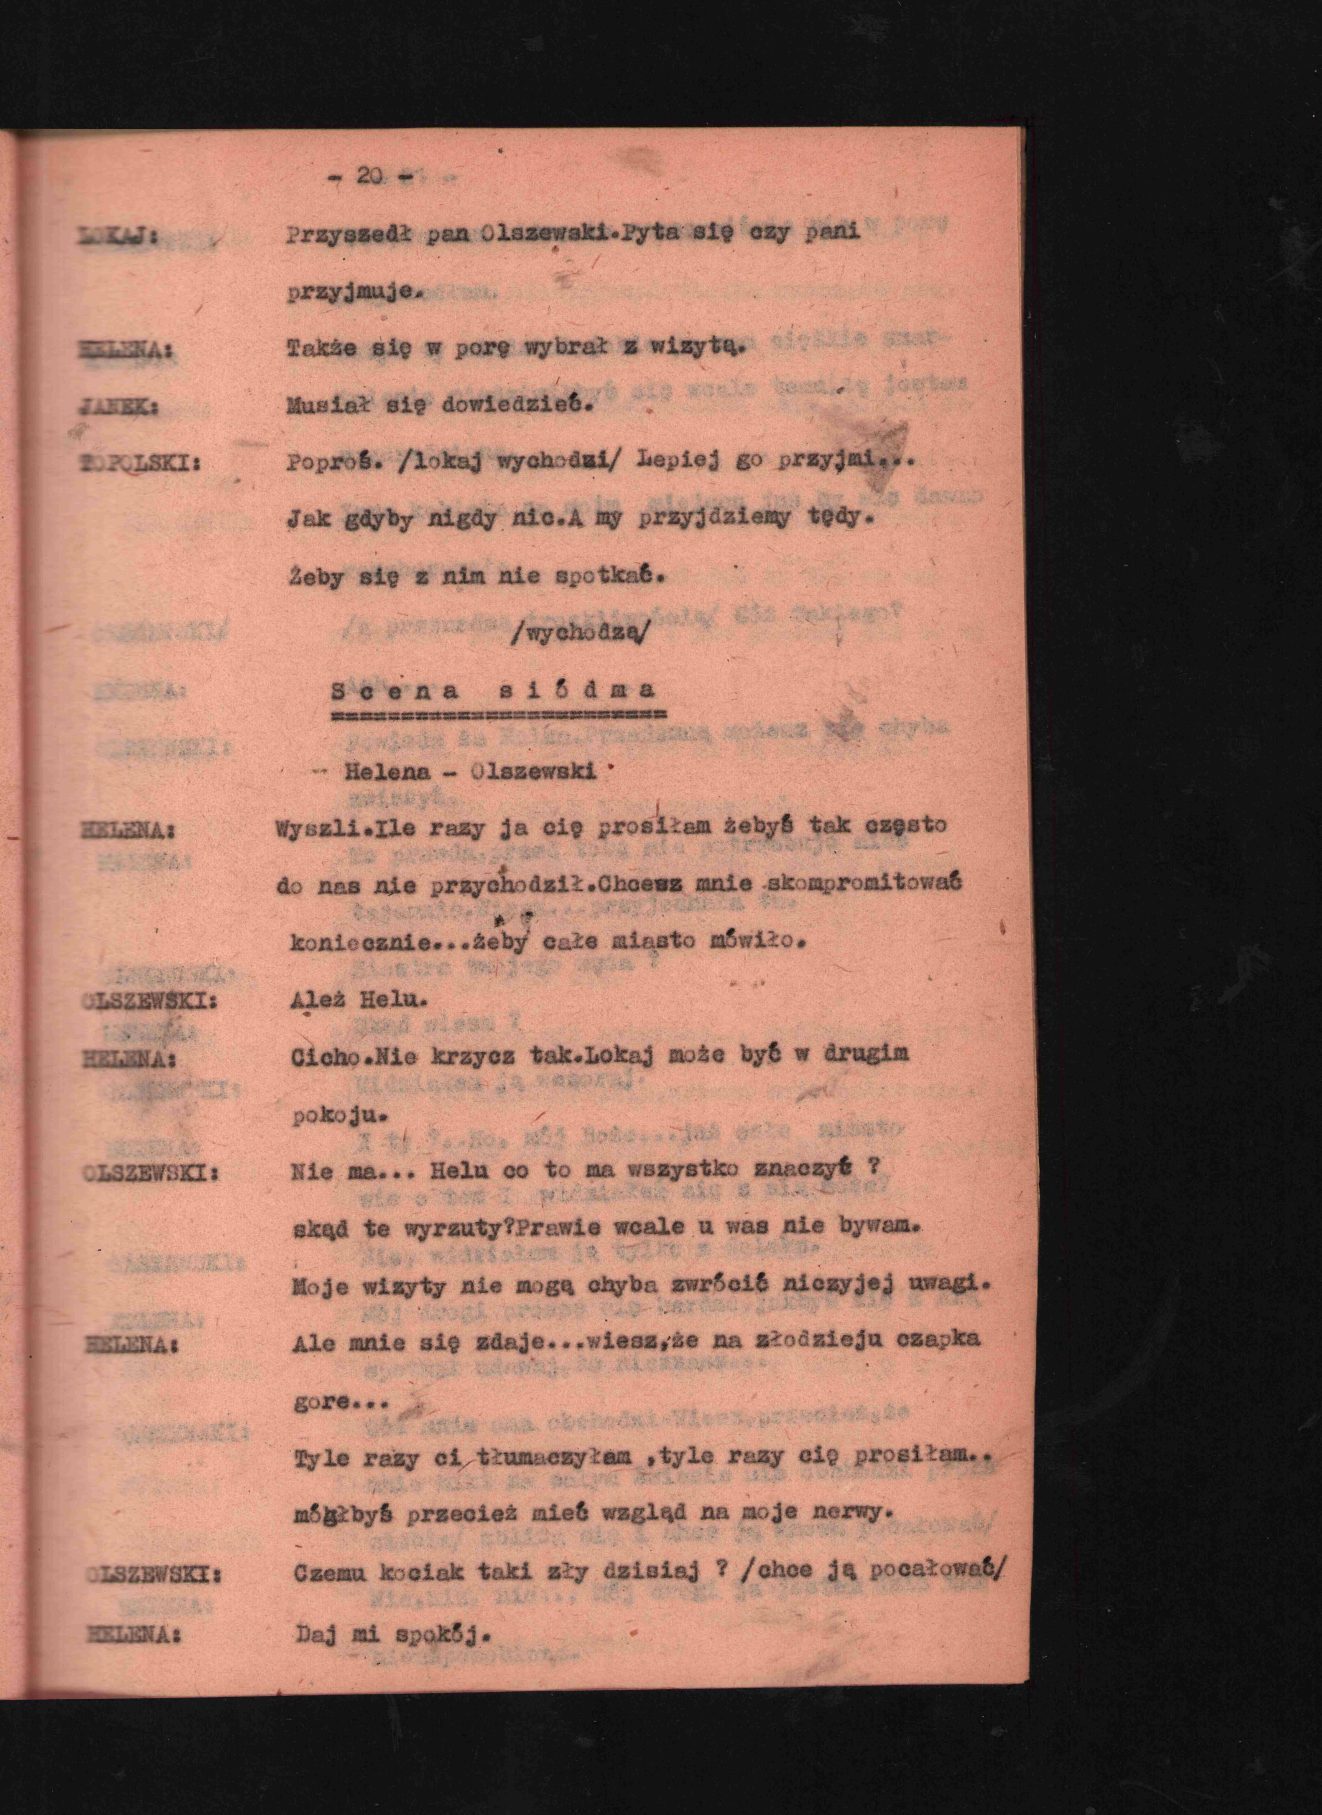 - 20 -
LOKAJ: Przyszedł pan Olszewski.Pyta się czy pani
przyjmuje.
HELENA: Także się w porę wybrał z wizytą.
JANEK: Musiał się dowiedzieć.
TOPOLSKI: Poproś. /lokaj wychodzi/ Lepiej go przyjmi...
Jak gdyby nigdy nic.A my przyjdziemy tędy.
Żeby się z nim nie spotkać.
/wychodzą/
Scena siódma
Helena - Olszewski
HELENA: Wyszli.Ile razy ja cię prosiłam żebyś tak często
do nas nie przychodził.Chcesz mnie skompromitować
koniecznie...żeby całe miasto mówiło.
OLSZEWSKI: Ależ Helu.
HELENA: Cicho.Nie krzycz tak.Lokaj może być w drugim
pokoju.
OLSZEWSKI: Nie ma... Helu co to ma wszystko znaczyć ?
skąd te wyrzuty?Prawie wcale u was nie bywam.
Moje wizyty nie mogą chyba zwrócić niczyjej uwagi.
HELENA: Ale mnie się zdaje...wiesz,że na złodzieju czapka
gore...
Tyle razy ci tłumaczyłam ,tyle razy cię prosiłam..
mógłbyś przecież mieć wzgląd na moje nerwy.
OLSZEWSKI: Czemu kociak taki zły dzisiaj ? /chce ją pocałować/
HELENA: Daj mi spokój.